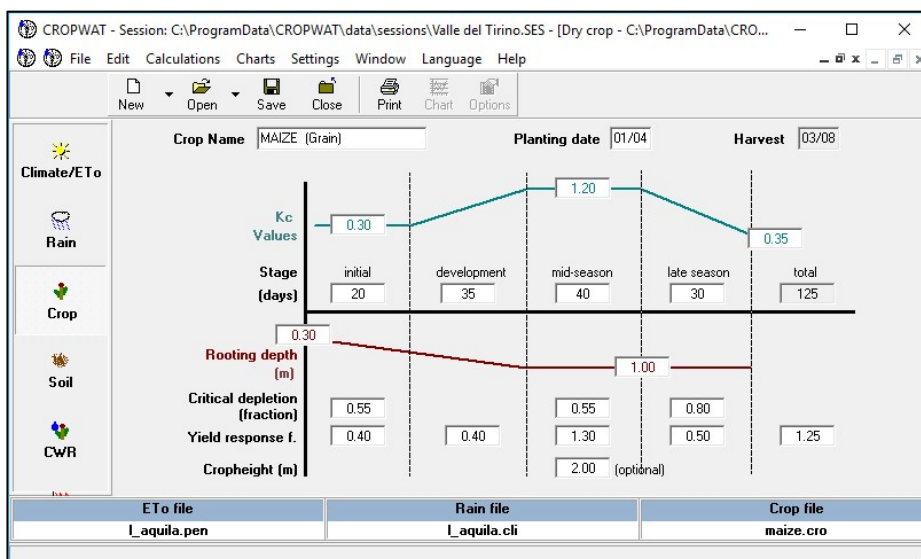 CROPWAT - Session: C:\ProgramData\CROPWAT\data\sessions\Valle del Tirino.SES - [Dry crop - C:\ProgramData\CRO...
File Edit Calculations Charts Settings Window Language Help
New Open Save Close Print Chart Options
Crop Name MAIZE (Grain) Planting date 01/04 Harvest 03/08
Climate/ETo
Rain
Crop
Soil
CWR
Kc Values 0.30 1.20 0.35
Stage initial development mid-season late season total
(days) 20 35 40 30 125
Rooting depth (m) 0.30 1.00
Critical depletion (fraction) 0.55 0.55 0.80
Yield response f. 0.40 0.40 1.30 0.50 1.25
Cropheight (m) 2.00 (optional)
ETo file Rain file Crop file
l_aquila.pen l_aquila.cli maize.cro